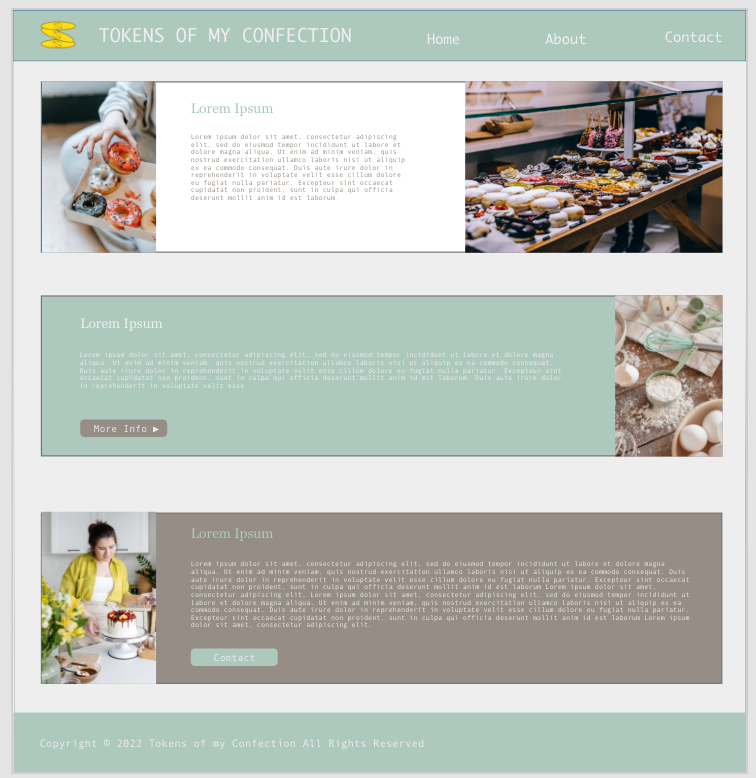 TOKENS OF MY CONFECTION
Home
About
Contact
Lorem Ipsum
Lorem ipsum dolor sit amet, consectetur adipiscing
elit, sed do eiusmod tempor incididunt ut labore et
dolore magna aliqua. Ut enim ad minim veniam, quis
nostrud exercitation ullamco laboris nisi ut aliquip
ex ea commodo consequat. Duis aute irure dolor in
reprehenderit in voluptate velit esse cillum dolore
eu fugiat nulla pariatur. Excepteur sint occaecat
cupidatat non proident, sunt in culpa qui officia
deserunt mollit anim id est laborum
Lorem Ipsum
Lorem ipsum dolor sit amet, consectetur adipiscing elit, sed do eiusmod tempor incididunt ut labore et dolore magna
aliqua. Ut enim ad minim veniam, quis nostrud exercitation ullamco laboris nisi ut aliquip ex ea commodo consequat.
Duis aute irure dolor in reprehenderit in voluptate velit esse cillum dolore eu fugiat nulla pariatur. Excepteur sint
occaecat cupidatat non proident, sunt in culpa qui officia deserunt mollit anim id est laborum. Duis aute irure dolor
in reprehenderit in voluptate velit esse
More Info ▶
Lorem Ipsum
Lorem ipsum dolor sit amet, consectetur adipiscing elit, sed do eiusmod tempor incididunt ut labore et dolore magna
aliqua. Ut enim ad minim veniam, quis nostrud exercitation ullamco laboris nisi ut aliquip ex ea commodo consequat. Duis
aute irure dolor in reprehenderit in voluptate velit esse cillum dolore eu fugiat nulla pariatur. Excepteur sint occaecat
cupidatat non proident, sunt in culpa qui officia deserunt mollit anim id est laborum. Lorem ipsum dolor sit amet,
consectetur adipiscing elit. Lorem ipsum dolor sit amet, consectetur adipiscing elit, sed do eiusmod tempor incididunt ut
labore et dolore magna aliqua. Ut enim ad minim veniam, quis nostrud exercitation ullamco laboris nisi ut aliquip ex ea
commodo consequat. Duis aute irure dolor in reprehenderit in voluptate velit esse cillum dolore eu fugiat nulla pariatur.
Excepteur sint occaecat cupidatat non proident, sunt in culpa qui officia deserunt mollit anim id est laborum Lorem ipsum
dolor sit amet, consectetur adipiscing elit.
Contact
Copyright © 2022 Tokens of my Confection All Rights Reserved